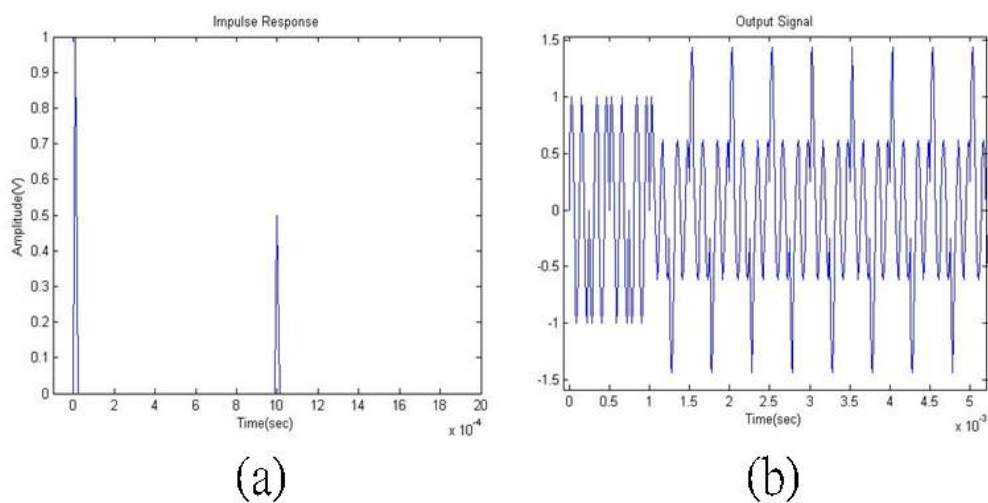 Impulse Response
Amplitude(V)
1
0.9
0.8
0.7
0.6
0.5
0.4
0.3
0.2
0.1
0
0 2 4 6 8 10 12 14 16 18 20
Time(sec)
x 10-4
(a)
Output Signal
1.5
1
0.5
0
-0.5
-1
-1.5
0 0.5 1 1.5 2 2.5 3 3.5 4 4.5 5
Time(sec)
x 10-3
(b)